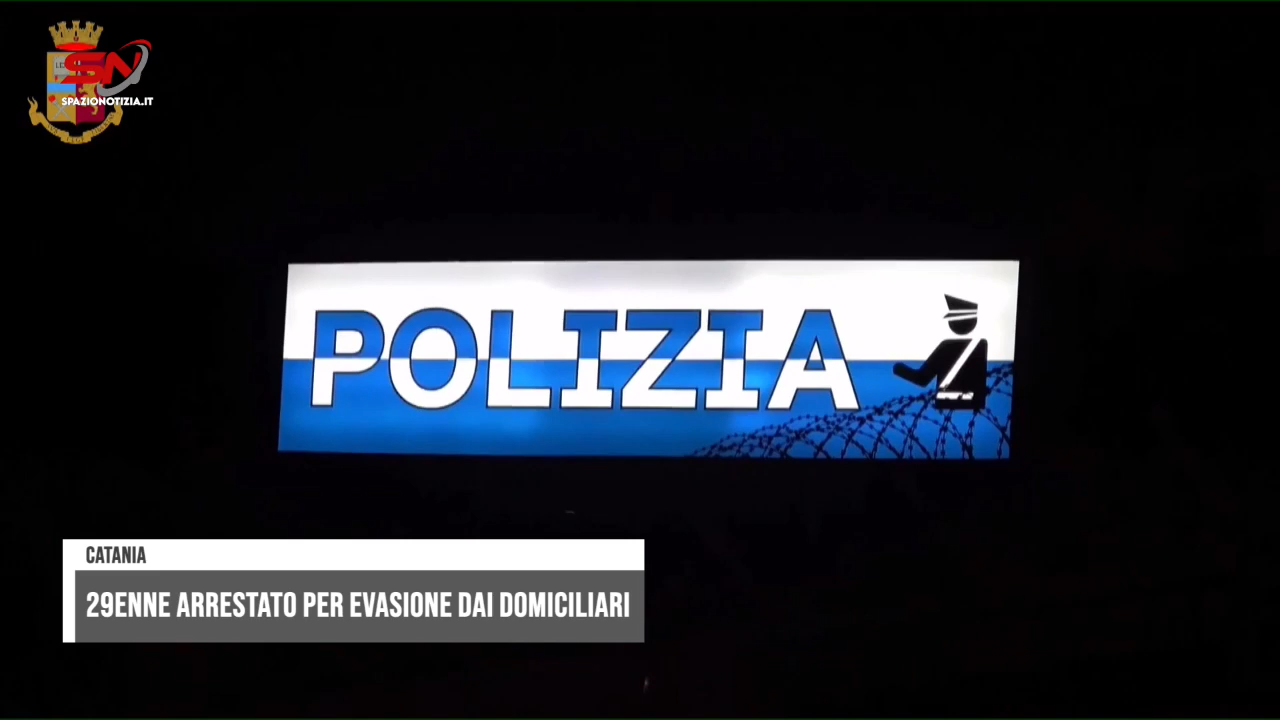 SN
SPAZIONOTIZIA.IT
POLIZIA
CATANIA
29ENNE ARRESTATO PER EVASIONE DAI DOMICILIARI